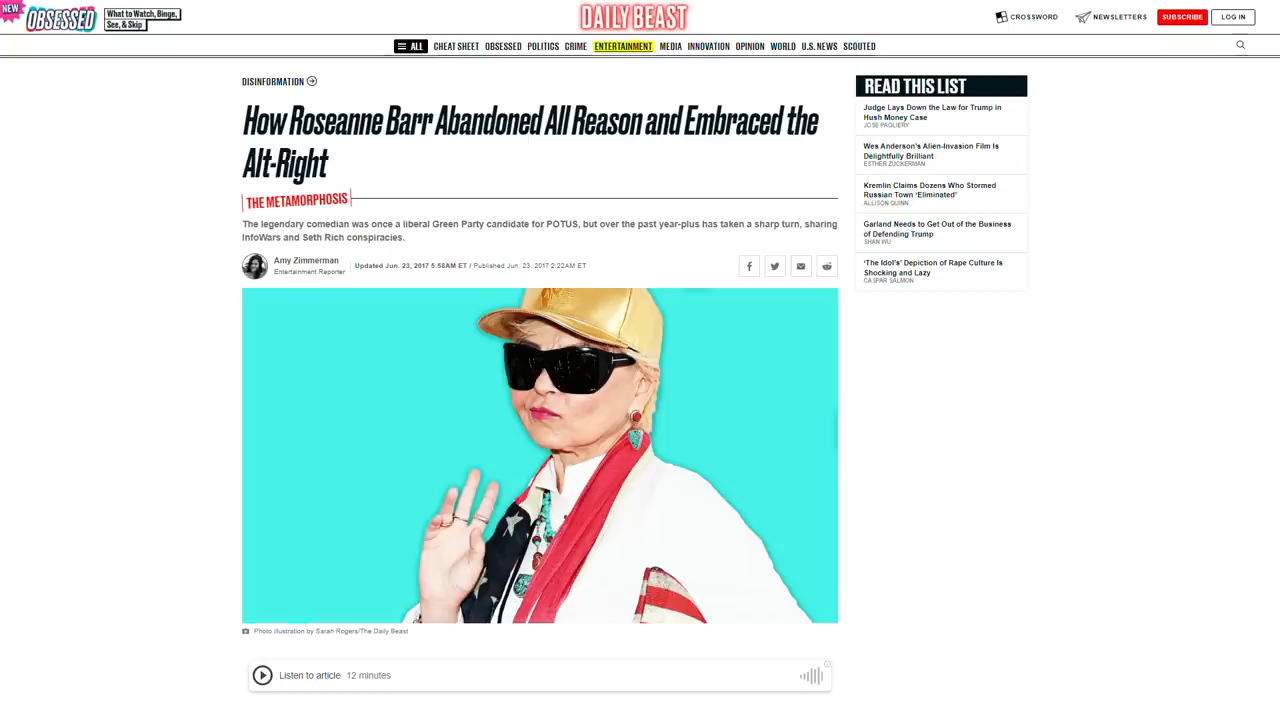 NEW
OBSESSED
What to Watch, Binge,
See, & Skip
DAILY BEAST
CROSSWORD
NEWSLETTERS
SUBSCRIBE
LOG IN
ALL
CHEAT SHEET
OBSESSED
POLITICS
CRIME
ENTERTAINMENT
MEDIA
INNOVATION
OPINION
WORLD
U.S. NEWS
SCOUTED
DISINFORMATION
How Roseanne Barr Abandoned All Reason and Embraced the
Alt-Right
THE METAMORPHOSIS
The legendary comedian was once a liberal Green Party candidate for POTUS, but over the past year-plus has taken a sharp turn, sharing
InfoWars and Seth Rich conspiracies.
Amy Zimmerman
Entertainment Reporter
Updated Jun. 23, 2017 5:58AM ET / Published Jun. 23, 2017 2:22AM ET
Photo illustration by Sarah Rogers/The Daily Beast
Listen to article 12 minutes
READ THIS LIST
Judge Lays Down the Law for Trump in
Hush Money Case
JOSE PAGLIERY
Wes Anderson's Alien-Invasion Film Is
Delightfully Brilliant
ESTHER ZUCKERMAN
Kremlin Claims Dozens Who Stormed
Russian Town ‘Eliminated’
ALLISON QUINN
Garland Needs to Get Out of the Business
of Defending Trump
SHAN WU
‘The Idol’s’ Depiction of Rape Culture Is
Shocking and Lazy
CASPAR SALMON